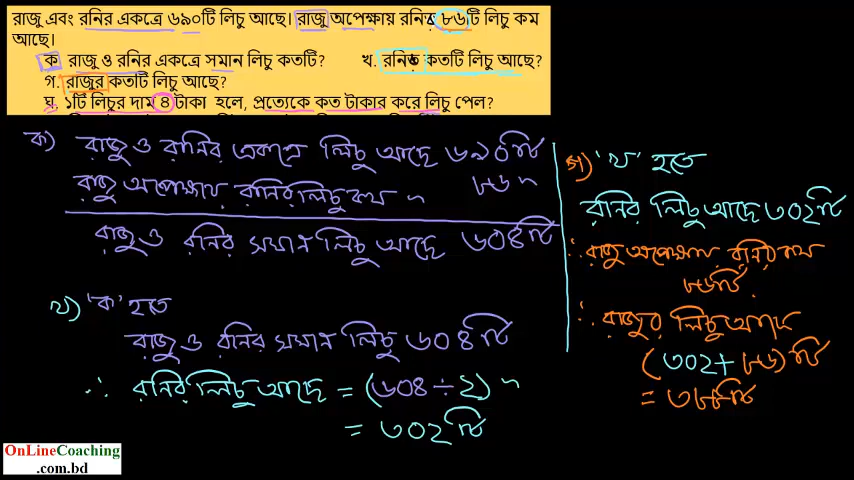 রাজু এবং রনির একত্রে ৬৯০টি লিচু আছে। রাজু অপেক্ষায় রনির ৮৬টি লিচু কম
আছে।
ক রাজু ও রনির একত্রে সমান লিচু কতটি? খ. রনির কতটি লিচু আছে?
গ. রাজুর কতটি লিচু আছে?
ঘ. ১টি লিচুর দাম ৪ টাকা হলে, প্রত্যেকে কত টাকার করে লিচু পেল?
ক) রাজু ও রনির একত্রে লিচু আছে ৬৯০টি
রাজু অপেক্ষায় রনির লিচু কম " ৮৬ "
রাজু ও রনির সমান লিচু আছে ৬০৪টি
খ) 'ক' হতে
রাজু ও রনির সমান লিচু ৬০৪টি
∴ রনির লিচু আছে = (৬০৪ ÷ ২) "
= ৩০২টি
গ) 'খ' হতে
রনির লিচু আছে ৩০২টি
∴ রাজু অপেক্ষায় রনির কম
৮৬টি.
∴ রাজুর লিচু আছে
(৩০২+৮৬)টি
= ৩৮৮টি
OnLineCoaching
.com.bd